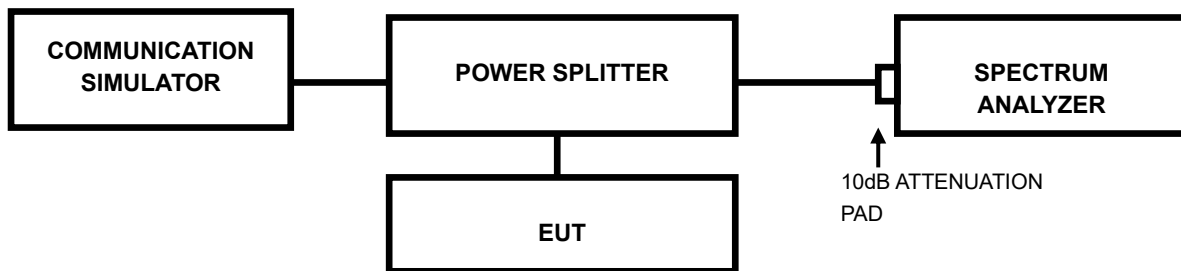 COMMUNICATION
SIMULATOR
POWER SPLITTER
SPECTRUM
ANALYZER
10dB ATTENUATION
PAD
EUT